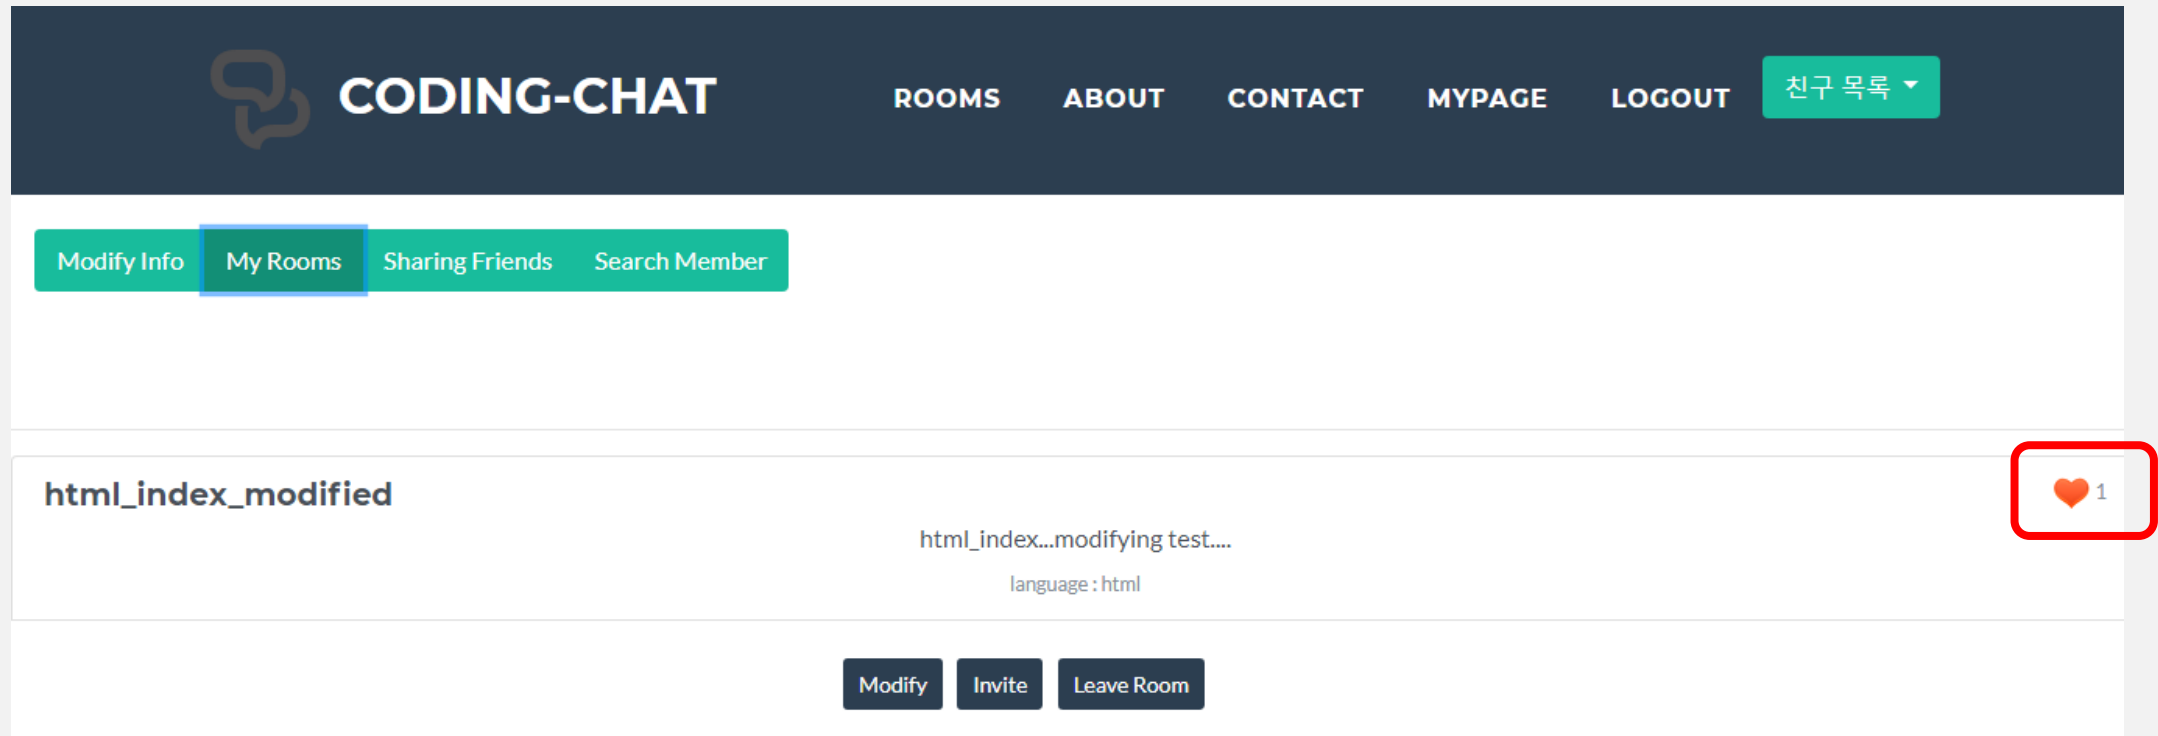 CODING-CHAT ROOMS ABOUT CONTACT MYPAGE LOGOUT 친구 목록
Modify Info My Rooms Sharing Friends Search Member
html_index_modified 1
html_index...modifying test....
language : html
Modify Invite Leave Room